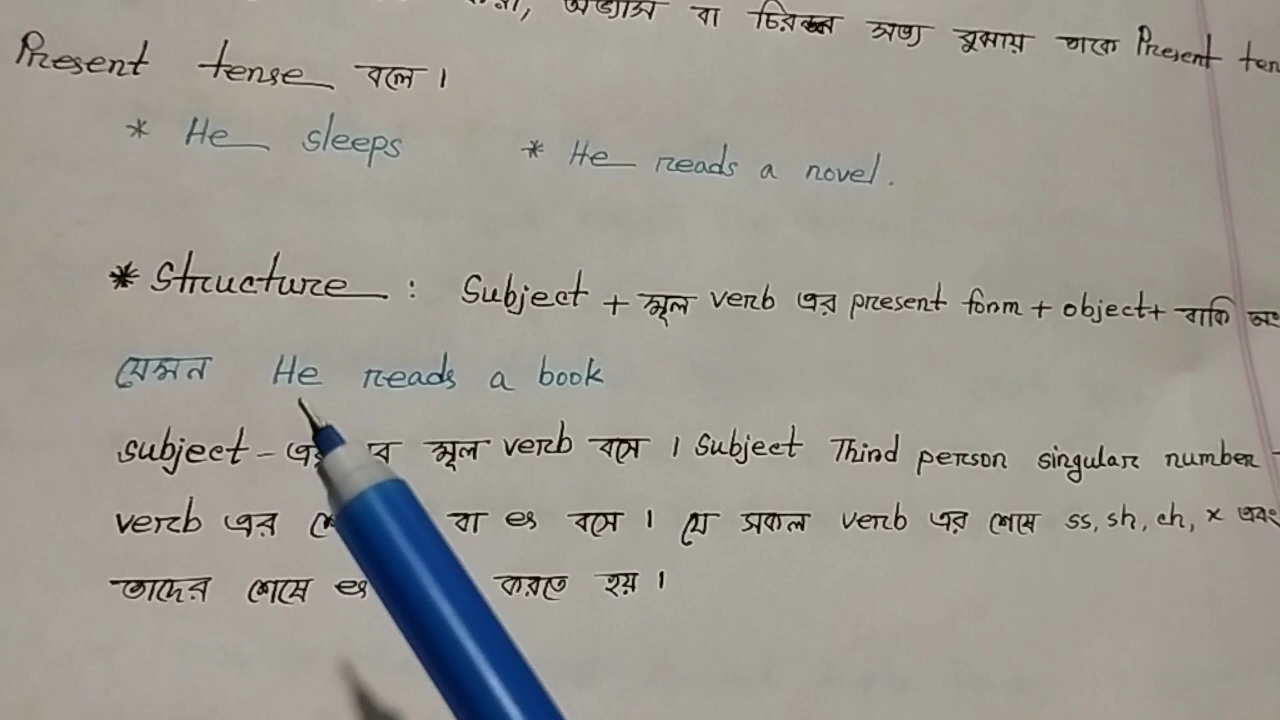 অভ্যাস বা চিরন্তন সত্য বুঝায় তাকে Present
Present tense বলে।
* He sleeps * He reads a novel.
* Structure : Subject + মূল verb এর present form + object + বাকি
যেমন He reads a book
subject - মূল verb বসে। Subject Third person singular number
verb এর বা es বসে। যে সকল verb এর শেষে ss, sh, ch, x এবং
তাদের শেষে es করতে হয়।